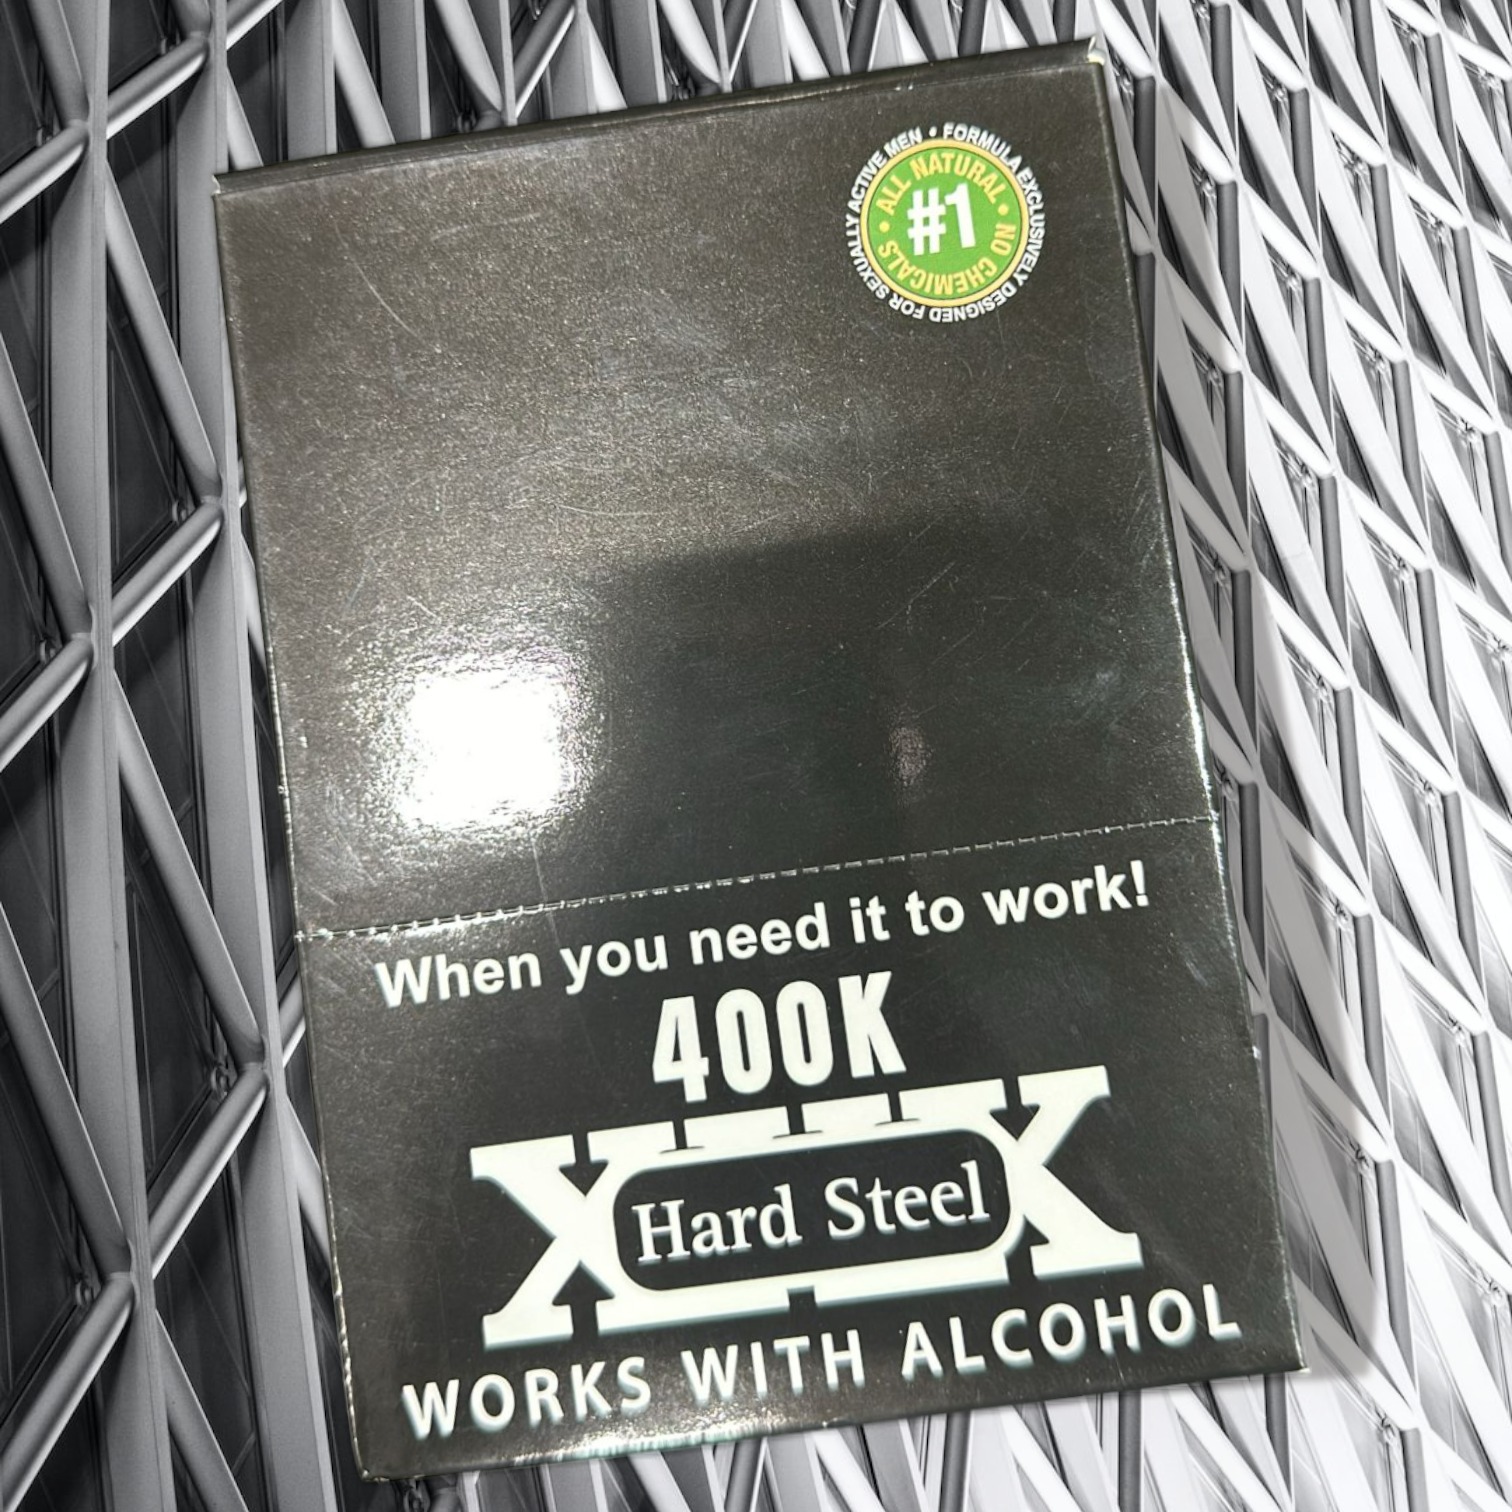 FORMULA EXCLUSIVELY DESIGNED FOR SEXUALLY ACTIVE MEN •
ALL NATURAL • NO CHEMICALS •
#1
When you need it to work!
400K
XXX
Hard Steel
WORKS WITH ALCOHOL